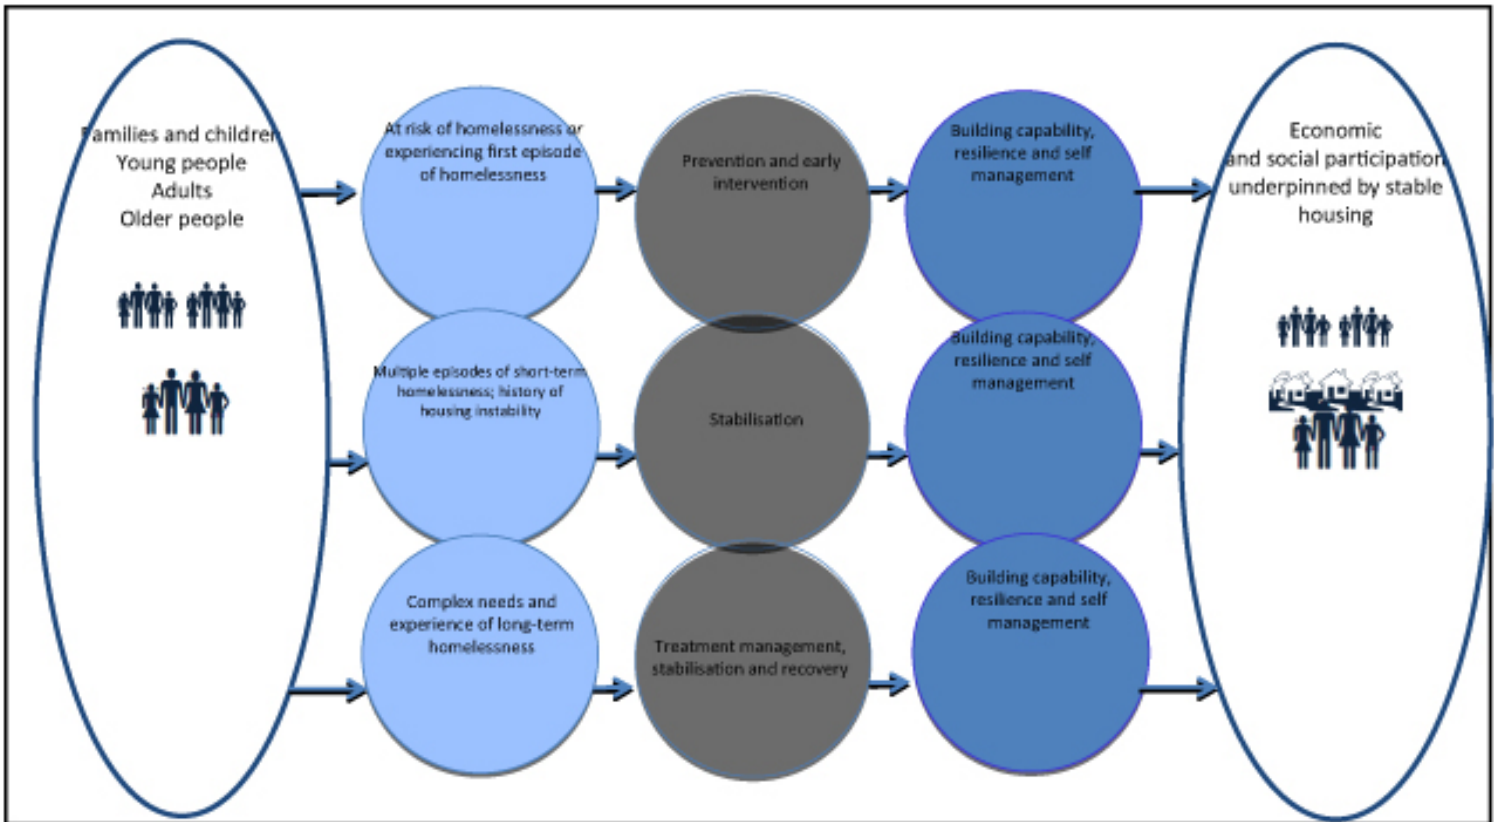 Families and children
Young people
Adults
Older people
At risk of homelessness or
experiencing first episode
of homelessness
Prevention and early
intervention
Building capability,
resilience and self
management
Economic
and social participation
underpinned by stable
housing
Multiple episodes of short-term
homelessness; history of
housing instability
Stabilisation
Building capability,
resilience and self
management
Complex needs and
experience of long-term
homelessness
Treatment management,
stabilisation and recovery
Building capability,
resilience and self
management